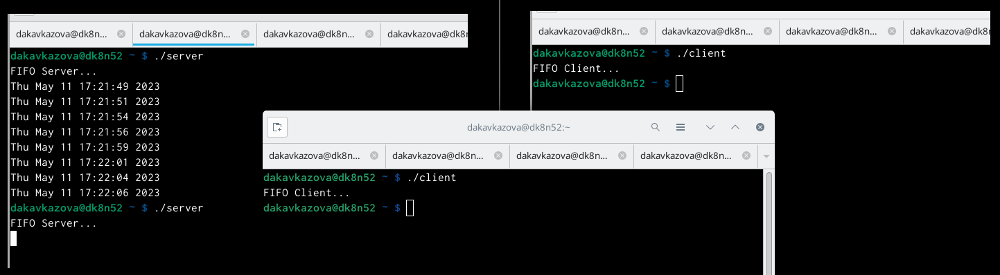 dakavkazova@dk8n... dakavkazova@dk8n... dakavkazova@dk8n... dakavkazova@dk8n
dakavkazova@dk8n52 ~ $ ./server
FIFO Server...
Thu May 11 17:21:49 2023
Thu May 11 17:21:51 2023
Thu May 11 17:21:54 2023
Thu May 11 17:21:56 2023
Thu May 11 17:21:59 2023
Thu May 11 17:22:01 2023
Thu May 11 17:22:04 2023
Thu May 11 17:22:06 2023
dakavkazova@dk8n52 ~ $ ./server
FIFO Server...
dakavkazova@dk8n... dakavkazova@dk8n... dakavkazova@dk8n... dakavkazova@dk8n
dakavkazova@dk8n52 ~ $ ./client
FIFO Client...
dakavkazova@dk8n52 ~ $
dakavkazova@dk8n52:~
dakavkazova@dk8n... dakavkazova@dk8n... dakavkazova@dk8n... dakavkazova@dk8n...
dakavkazova@dk8n52 ~ $ ./client
FIFO Client...
dakavkazova@dk8n52 ~ $